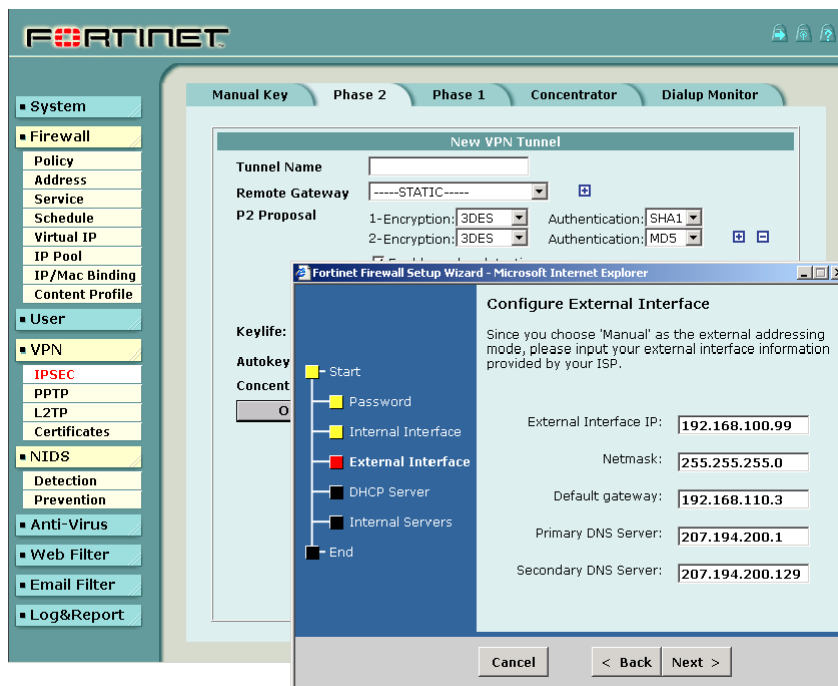 FORTINET
Manual Key Phase 2 Phase 1 Concentrator Dialup Monitor
System
Firewall
Policy
Address
Service
Schedule
Virtual IP
IP Pool
IP/Mac Binding
Content Profile
User
VPN
IPSEC
PPTP
L2TP
Certificates
NIDS
Detection
Prevention
Anti-Virus
Web Filter
Email Filter
Log&Report
New VPN Tunnel
Tunnel Name
Remote Gateway -----STATIC-----
P2 Proposal 1-Encryption: 3DES Authentication: SHA1
2-Encryption: 3DES Authentication: MD5
Keylife:
Autokey
Concent
O
Fortinet Firewall Setup Wizard - Microsoft Internet Explorer
Start
Password
Internal Interface
External Interface
DHCP Server
Internal Servers
End
Configure External Interface
Since you choose 'Manual' as the external addressing
mode, please input your external interface information
provided by your ISP.
External Interface IP: 192.168.100.99
Netmask: 255.255.255.0
Default gateway: 192.168.110.3
Primary DNS Server: 207.194.200.1
Secondary DNS Server: 207.194.200.129
Cancel < Back Next >